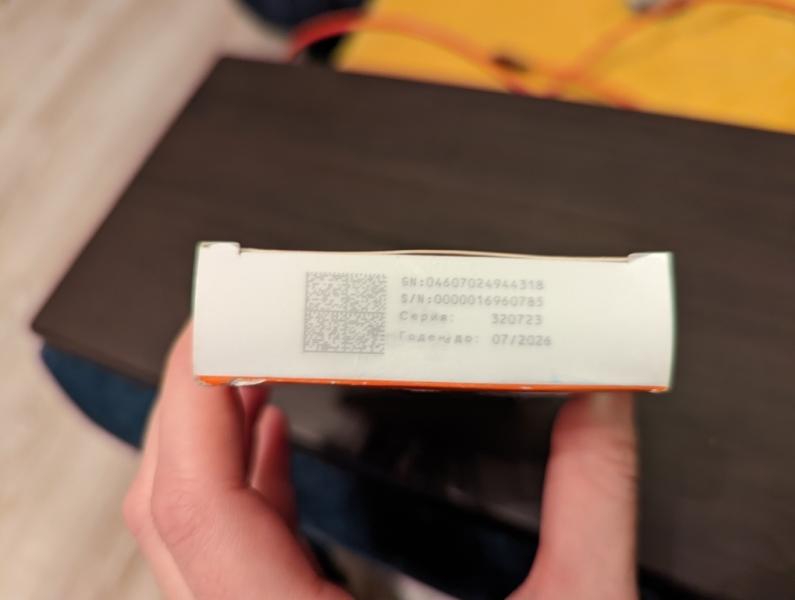 GN:04607024944318
S/N:0000016960785
Серия: 320723
Годен до: 07/2026